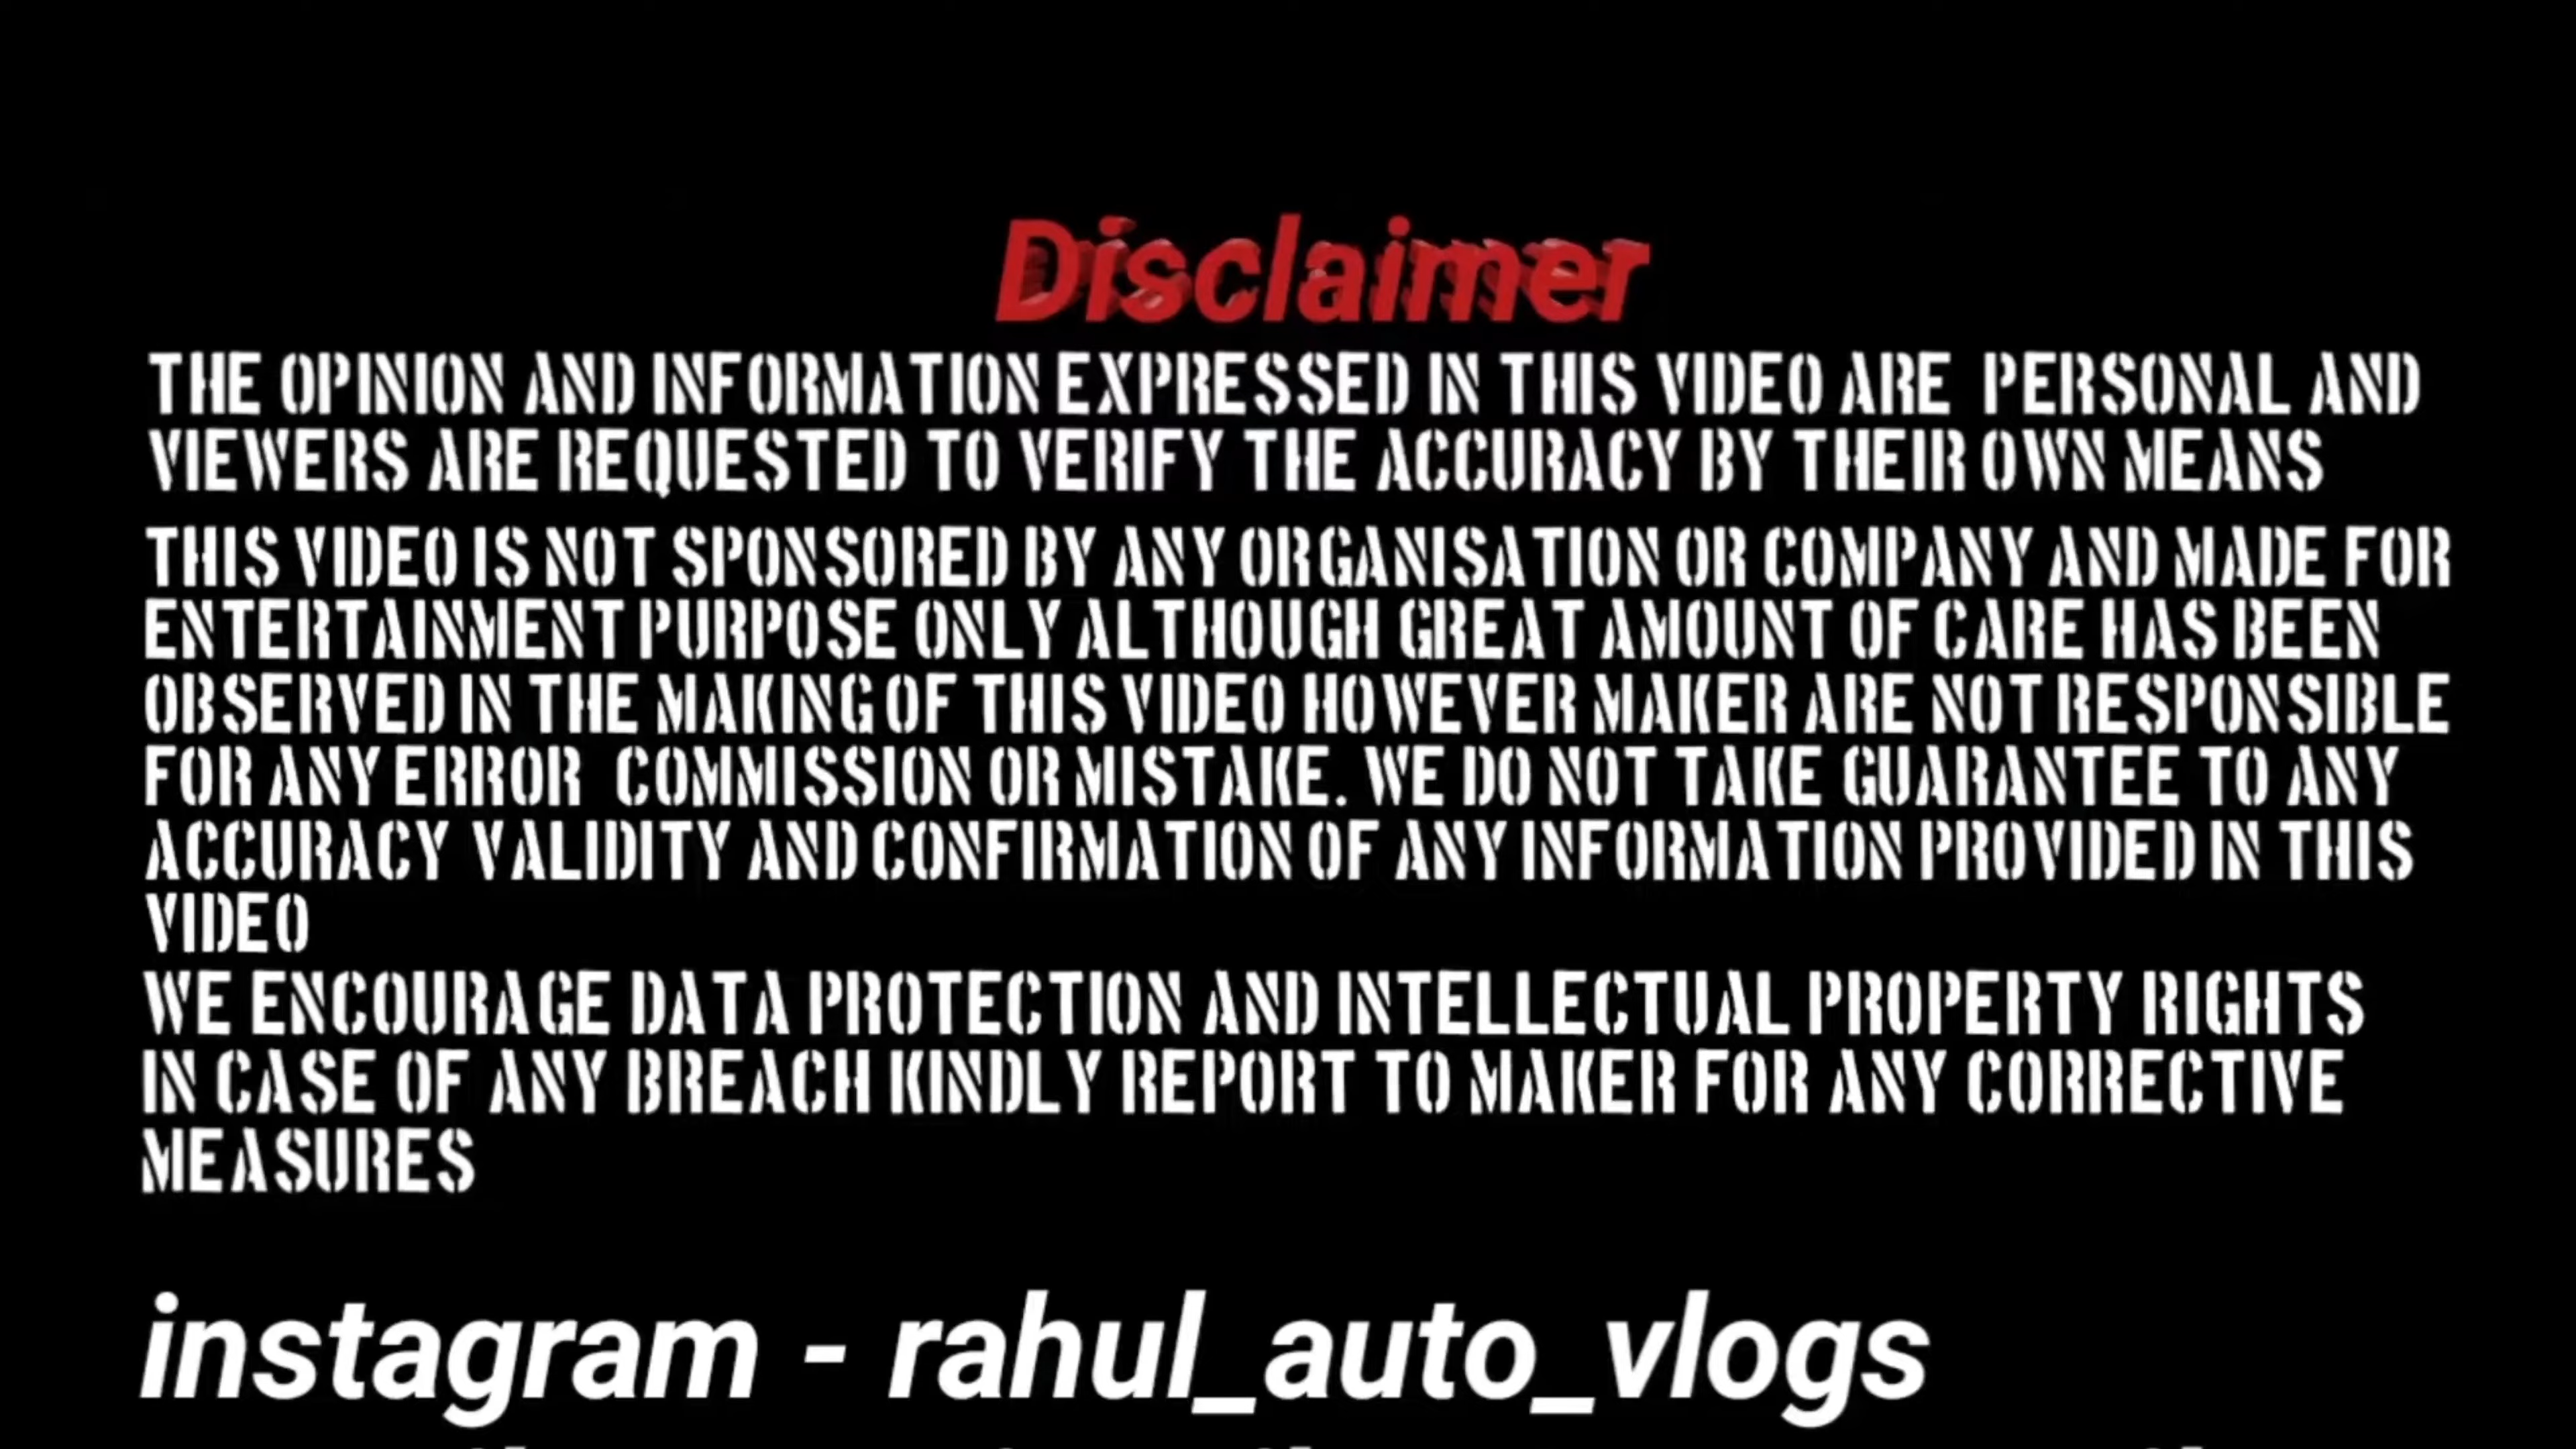 Disclaimer
THE OPINION AND INFORMATION EXPRESSED IN THIS VIDEO ARE PERSONAL AND
VIEWERS ARE REQUESTED TO VERIFY THE ACCURACY BY THEIR OWN MEANS
THIS VIDEO IS NOT SPONSORED BY ANY ORGANISATION OR COMPANY AND MADE FOR
ENTERTAINMENT PURPOSE ONLY ALTHOUGH GREAT AMOUNT OF CARE HAS BEEN
OBSERVED IN THE MAKING OF THIS VIDEO HOWEVER MAKER ARE NOT RESPONSIBLE
FOR ANY ERROR COMMISSION OR MISTAKE. WE DO NOT TAKE GUARANTEE TO ANY
ACCURACY VALIDITY AND CONFIRMATION OF ANY INFORMATION PROVIDED IN THIS
VIDEO
WE ENCOURAGE DATA PROTECTION AND INTELLECTUAL PROPERTY RIGHTS
IN CASE OF ANY BREACH KINDLY REPORT TO MAKER FOR ANY CORRECTIVE
MEASURES
instagram - rahul_auto_vlogs